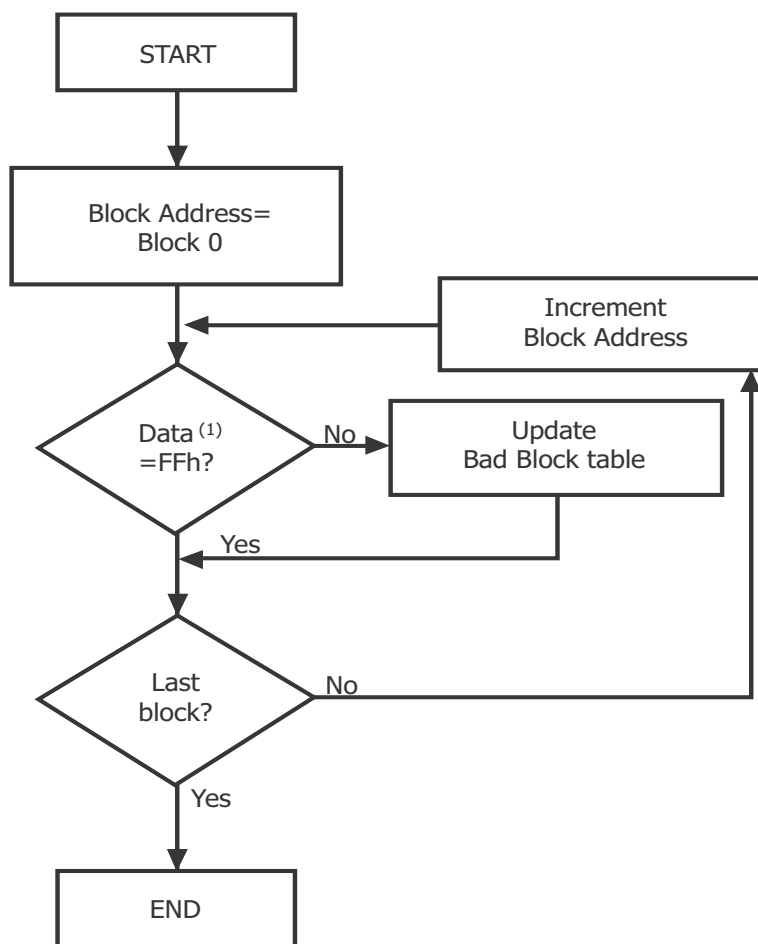 START
Block Address=
Block 0
Increment
Block Address
Data (1)
=FFh?
No
Update
Bad Block table
Yes
Last
block?
No
Yes
END